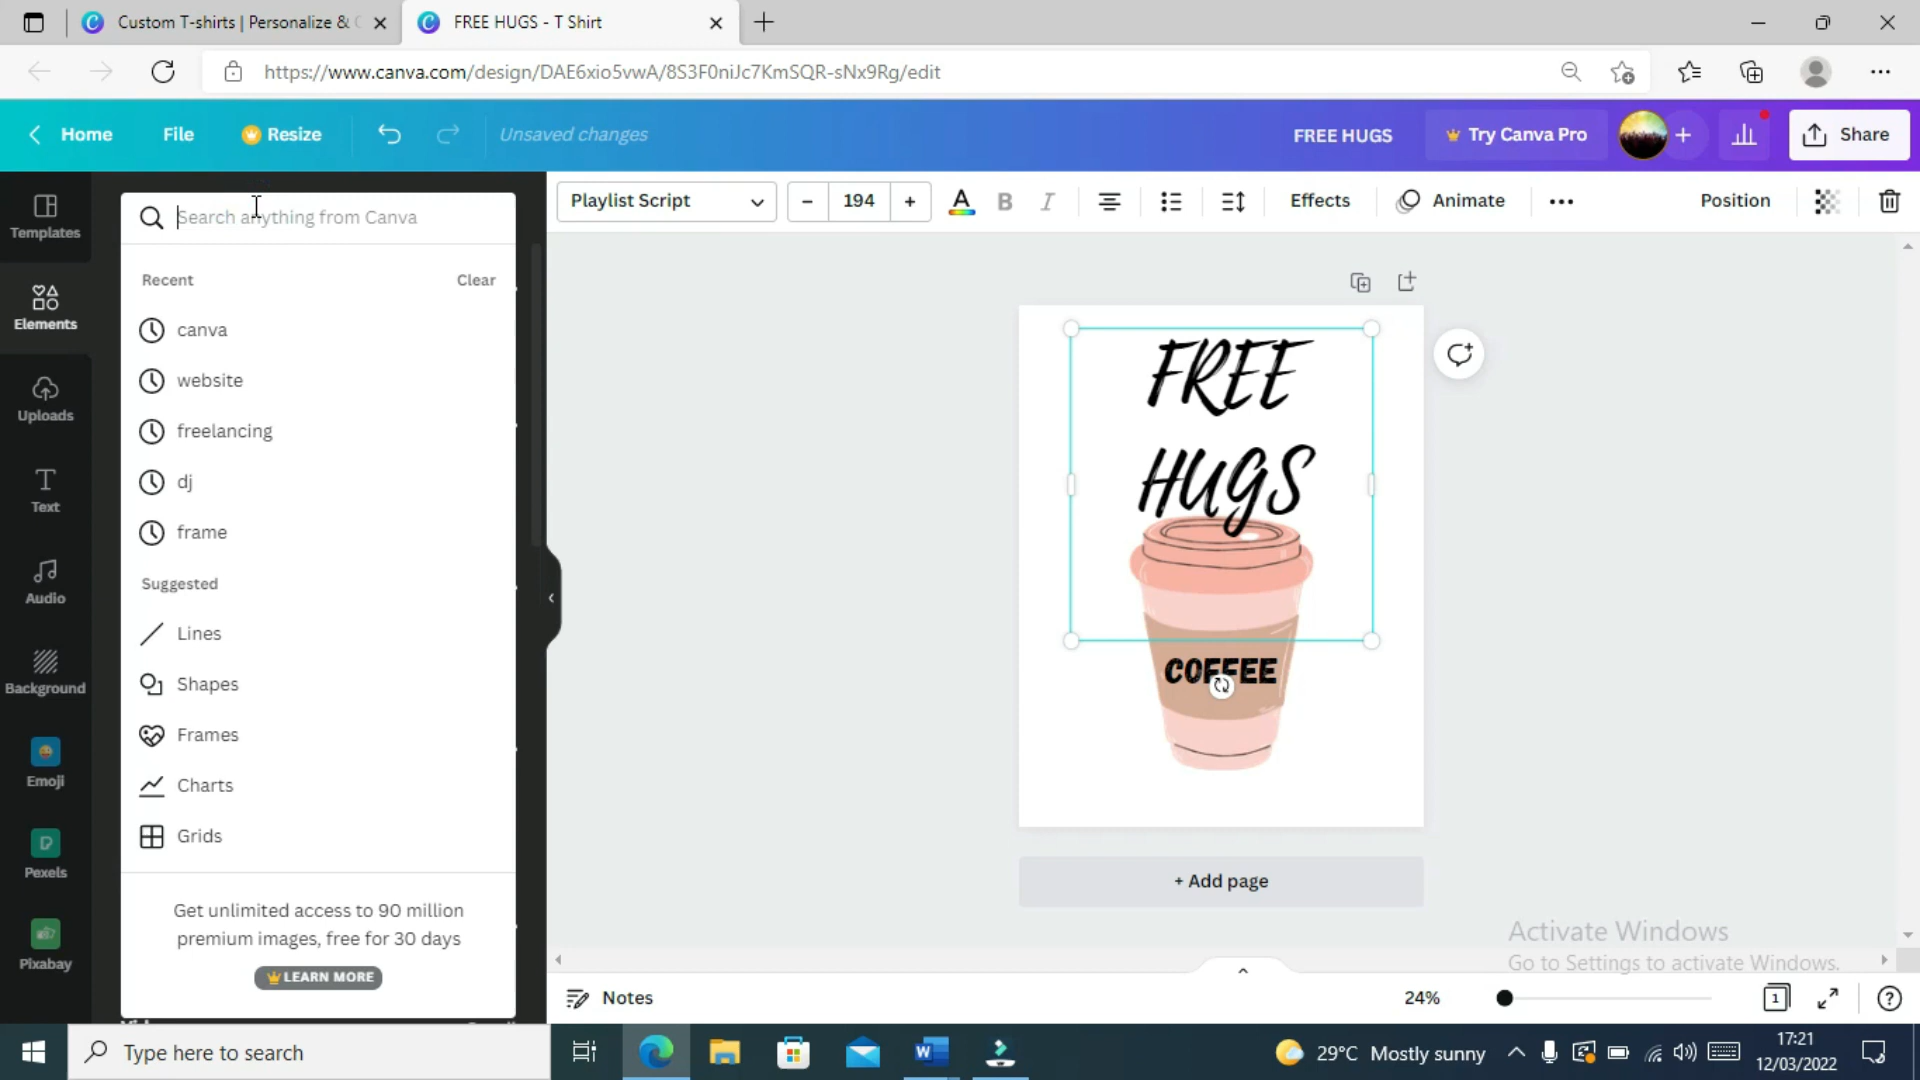 Custom T-shirts | Personalize &
FREE HUGS - T Shirt
https://www.canva.com/design/DAE6xio5vwA/8S3F0niJc7KmSQR-sNx9Rg/edit
Home
File
Resize
Unsaved changes
FREE HUGS
Try Canva Pro
Share
Playlist Script
194
B
I
Effects
Animate
Position
Templates
Elements
Uploads
Text
Audio
Background
Emoji
Pexels
Pixabay
Search anything from Canva
Recent
Clear
canva
website
freelancing
dj
frame
Suggested
Lines
Shapes
Frames
Charts
Grids
Get unlimited access to 90 million
premium images, free for 30 days
LEARN MORE
FREE
HUGS
COFFEE
+ Add page
Activate Windows
Go to Settings to activate Windows.
Notes
24%
1
Type here to search
29°C Mostly sunny
17:21
12/03/2022